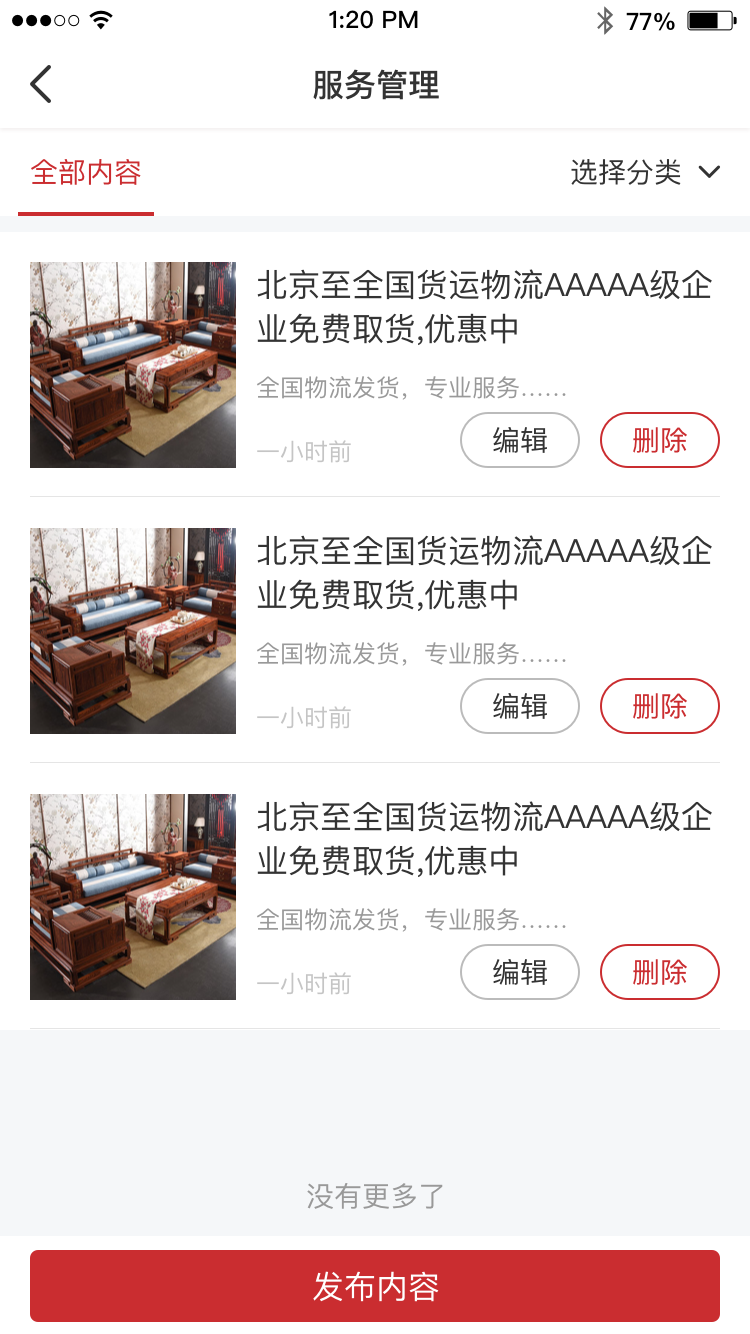 1:20 PM
77%
服务管理
全部内容
选择分类
北京至全国货运物流AAAAA级企
业免费取货,优惠中
全国物流发货，专业服务……
一小时前
编辑
删除
北京至全国货运物流AAAAA级企
业免费取货,优惠中
全国物流发货，专业服务……
一小时前
编辑
删除
北京至全国货运物流AAAAA级企
业免费取货,优惠中
全国物流发货，专业服务……
一小时前
编辑
删除
没有更多了
发布内容